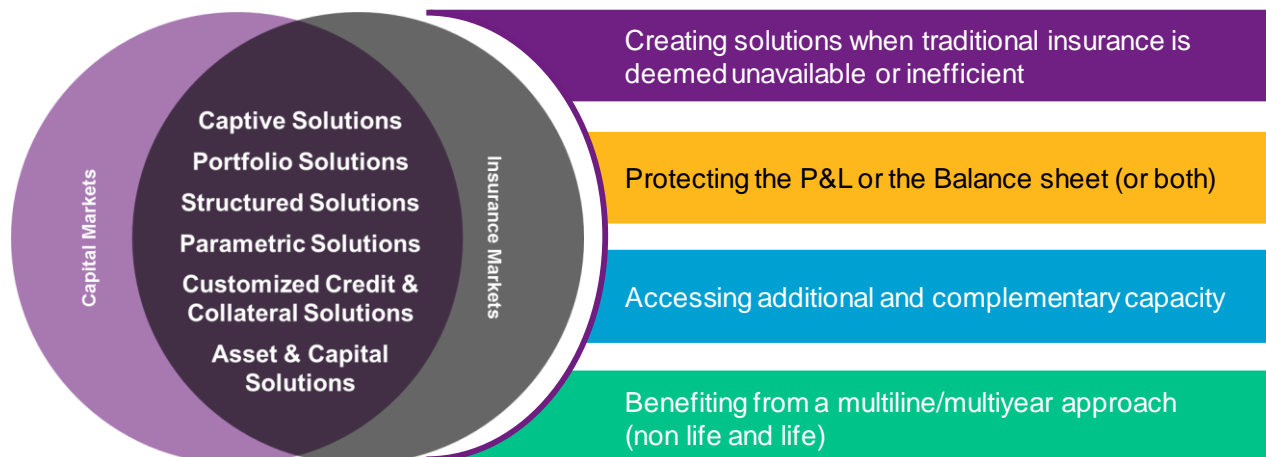 Capital Markets
Captive Solutions
Portfolio Solutions
Structured Solutions
Parametric Solutions
Customized Credit &
Collateral Solutions
Asset & Capital
Solutions
Insurance Markets
Creating solutions when traditional insurance is
deemed unavailable or inefficient
Protecting the P&L or the Balance sheet (or both)
Accessing additional and complementary capacity
Benefiting from a multiline/multiyear approach
(non life and life)